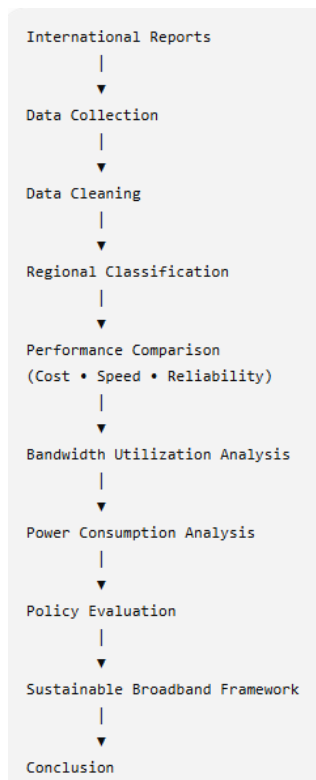 International Reports
│
▼
Data Collection
│
▼
Data Cleaning
│
▼
Regional Classification
│
▼
Performance Comparison
(Cost • Speed • Reliability)
│
▼
Bandwidth Utilization Analysis
│
▼
Power Consumption Analysis
│
▼
Policy Evaluation
│
▼
Sustainable Broadband Framework
│
▼
Conclusion